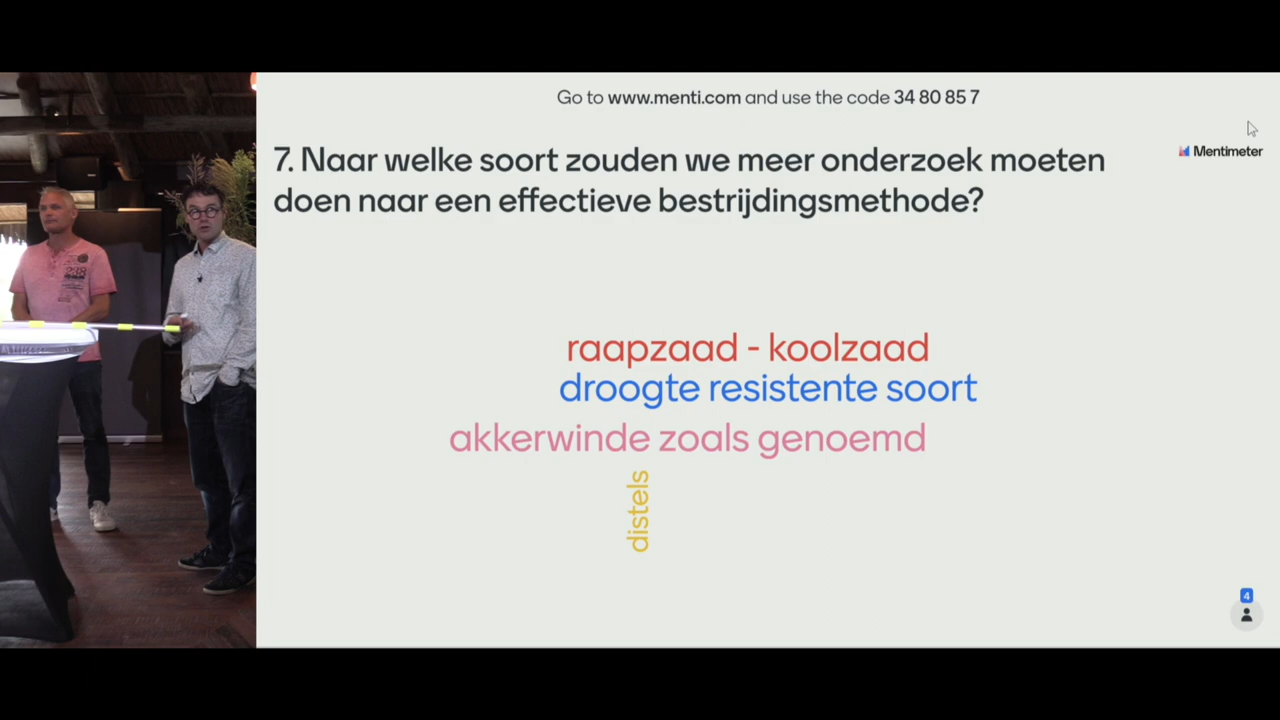 Go to www.menti.com and use the code 34 80 85 7
Mentimeter
7. Naar welke soort zouden we meer onderzoek moeten
doen naar een effectieve bestrijdingsmethode?
raapzaad - koolzaad
droogte resistente soort
akkerwinde zoals genoemd
distels
4